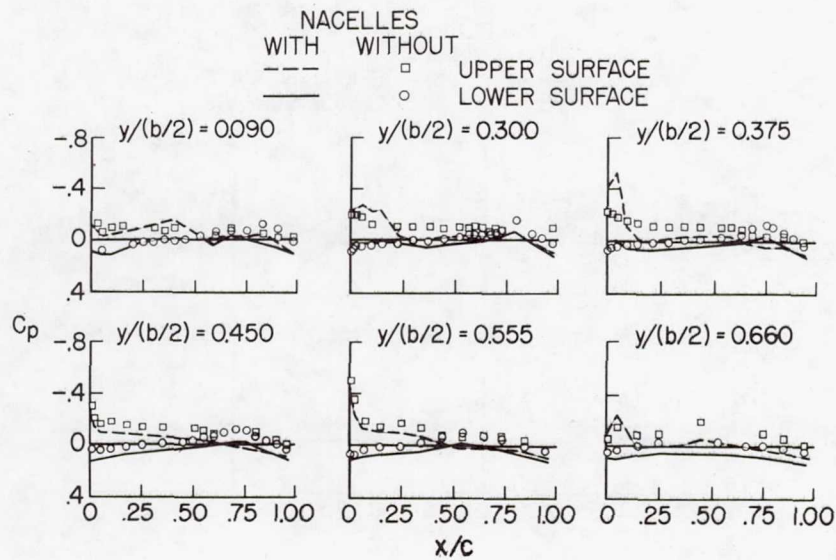 NACELLES
WITH WITHOUT
UPPER SURFACE
LOWER SURFACE
y/(b/2) = 0.090
y/(b/2) = 0.300
y/(b/2) = 0.375
-.8
-.4
0
.4
Cp
y/(b/2) = 0.450
y/(b/2) = 0.555
y/(b/2) = 0.660
-.8
-.4
0
.4
0 .25 .50 .75 1.00
0 .25 .50 .75 1.00
0 .25 .50 .75 1.00
x/c